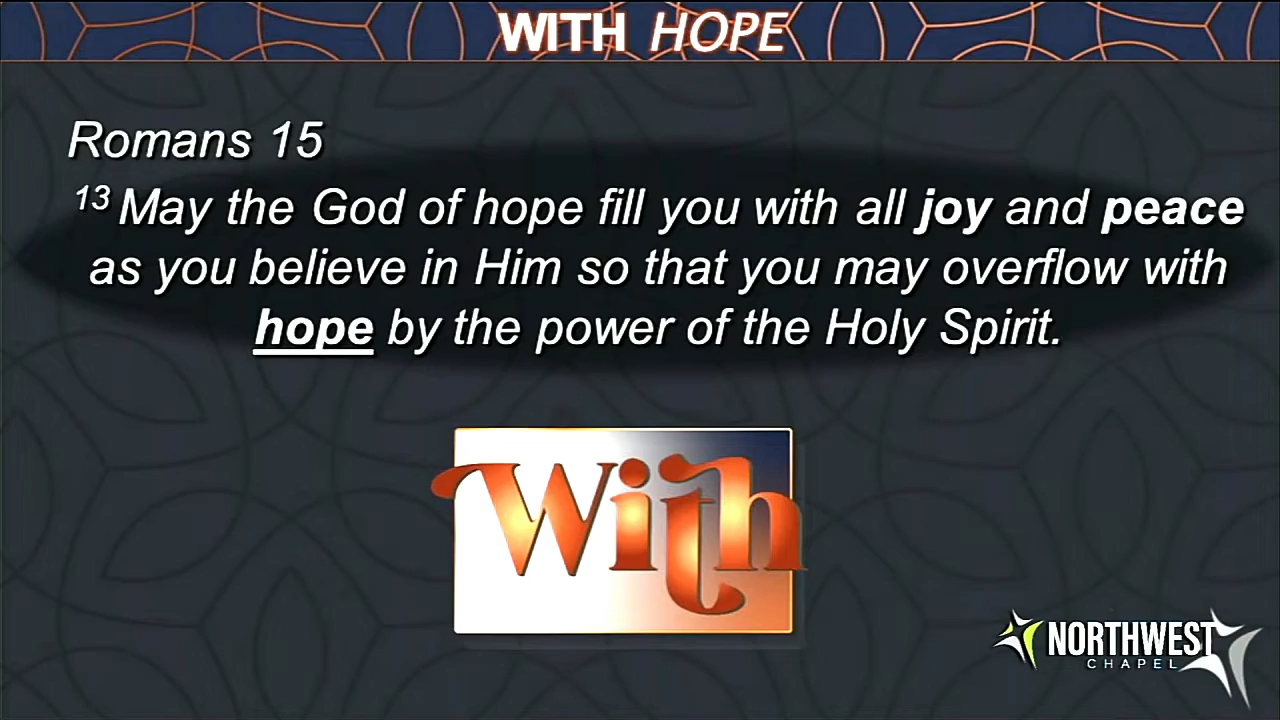 WITH HOPE
Romans 15
13 May the God of hope fill you with all joy and peace
as you believe in Him so that you may overflow with
hope by the power of the Holy Spirit.
With
NORTHWEST
CHAPEL